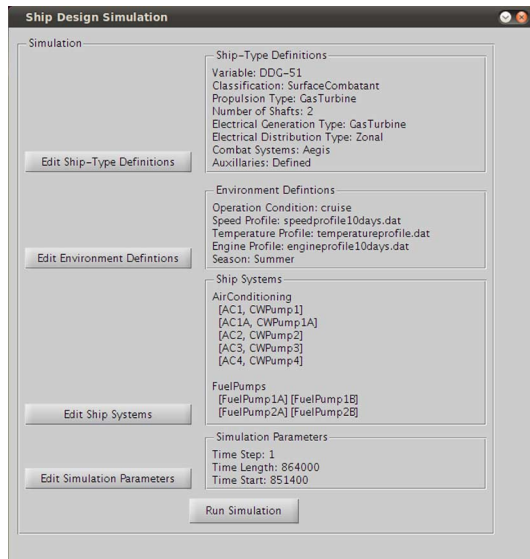 Ship Design Simulation
Simulation
Ship-Type Definitions
Variable: DDG-51
Classification: SurfaceCombatant
Propulsion Type: GasTurbine
Number of Shafts: 2
Electrical Generation Type: GasTurbine
Electrical Distribution Type: Zonal
Combat Systems: Aegis
Auxillaries: Defined
Edit Ship-Type Definitions
Environment Defintions
Operation Condition: cruise
Speed Profile: speedprofile10days.dat
Temperature Profile: temperatureprofile.dat
Engine Profile: engineprofile10days.dat
Season: Summer
Edit Environment Defintions
Ship Systems
AirConditioning
[AC1, CWPump1]
[AC1A, CWPump1A]
[AC2, CWPump2]
[AC3, CWPump3]
[AC4, CWPump4]
FuelPumps
[FuelPump1A] [FuelPump1B]
[FuelPump2A] [FuelPump2B]
Edit Ship Systems
Simulation Parameters
Time Step: 1
Time Length: 864000
Time Start: 851400
Edit Simulation Parameters
Run Simulation